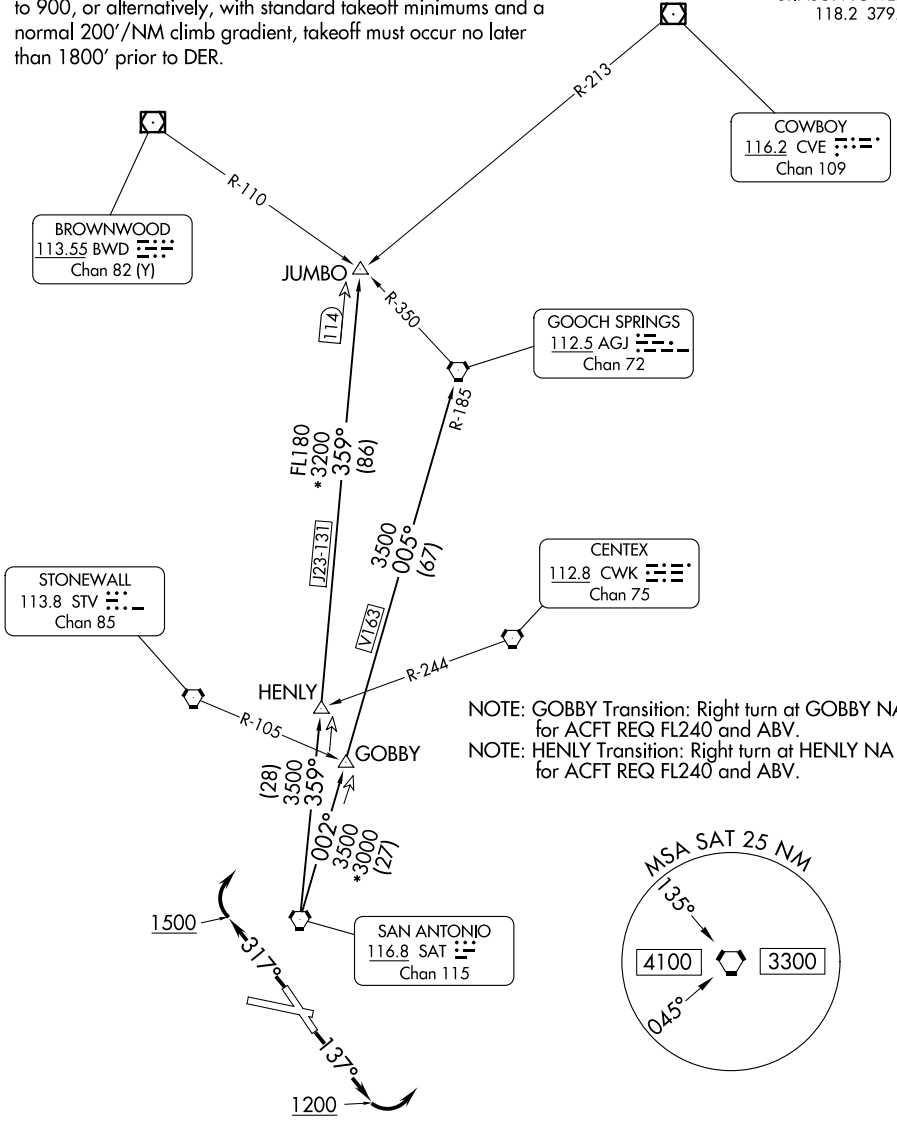 to 900, or alternatively, with standard takeoff minimums and a
normal 200'/NM climb gradient, takeoff must occur no later
than 1800' prior to DER.
118.2 379.
R-213
COWBOY
116.2 CVE
Chan 109
R-110
BROWNWOOD
113.55 BWD
Chan 82 (Y)
JUMBO
R-350
114
GOOCH SPRINGS
112.5 AGJ
Chan 72
R-185
FL180
*3200
359°
(86)
3500
005°
(67)
J23-131
V163
CENTEX
112.8 CWK
Chan 75
STONEWALL
113.8 STV
Chan 85
R-244
HENLY
R-105
GOBBY
NOTE: GOBBY Transition: Right turn at GOBBY NA
for ACFT REQ FL240 and ABV.
NOTE: HENLY Transition: Right turn at HENLY NA
for ACFT REQ FL240 and ABV.
(28)
3500
359°
002°
3500
*3000
(27)
MSA SAT 25 NM
135°
4100
3300
045°
1500
317°
SAN ANTONIO
116.8 SAT
Chan 115
137°
1200